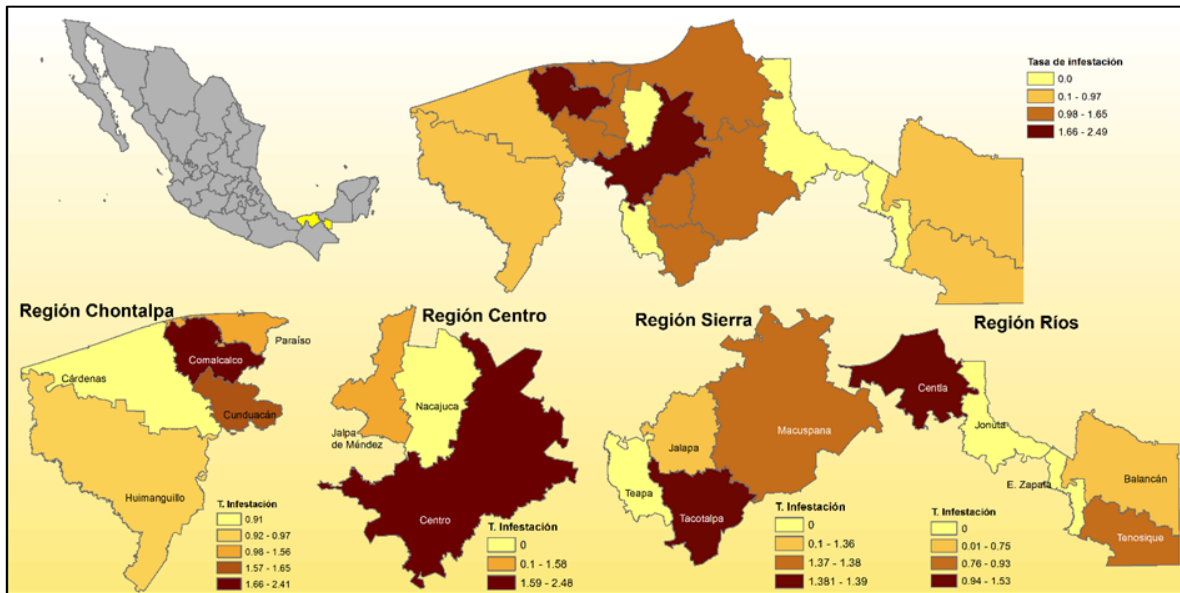 Tasa de infestación
0.0
0.1 - 0.97
0.98 - 1.65
1.66 - 2.49
Región Chontalpa
Paraíso
Comalcalco
Cárdenas
Cunduacán
Huimanguillo
T. Infestación
0.91
0.92 - 0.97
0.98 - 1.56
1.57 - 1.65
1.66 - 2.41
Región Centro
Nacajuca
Jalpa
de Méndez
Centro
T. Infestación
0
0.1 - 1.58
1.59 - 2.48
Región Sierra
Macuspana
Jalapa
Teapa
Tacotalpa
T. Infestación
0
0.1 - 1.36
1.37 - 1.38
1.381 - 1.39
Región Ríos
Centla
Jonuta
E. Zapata
Balancán
Tenosique
T. Infestación
0
0.01 - 0.75
0.76 - 0.93
0.94 - 1.53